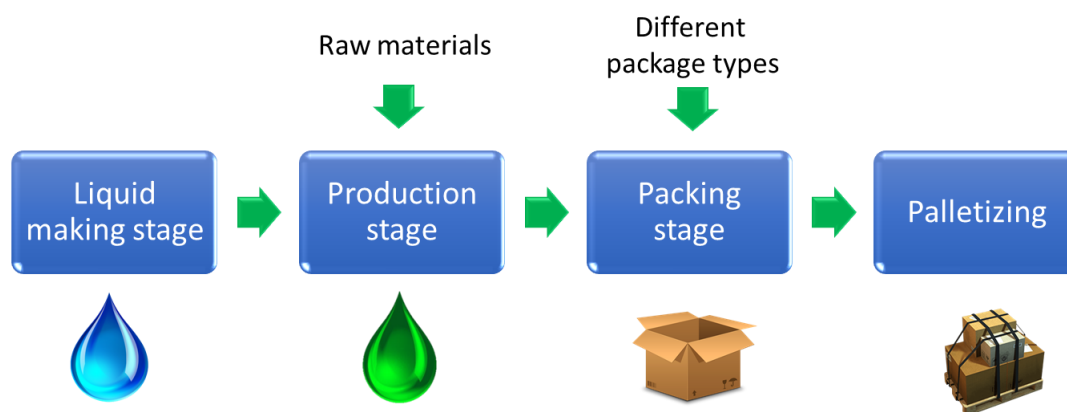 Raw materials
Different
package types
Liquid
making stage
Production
stage
Packing
stage
Palletizing